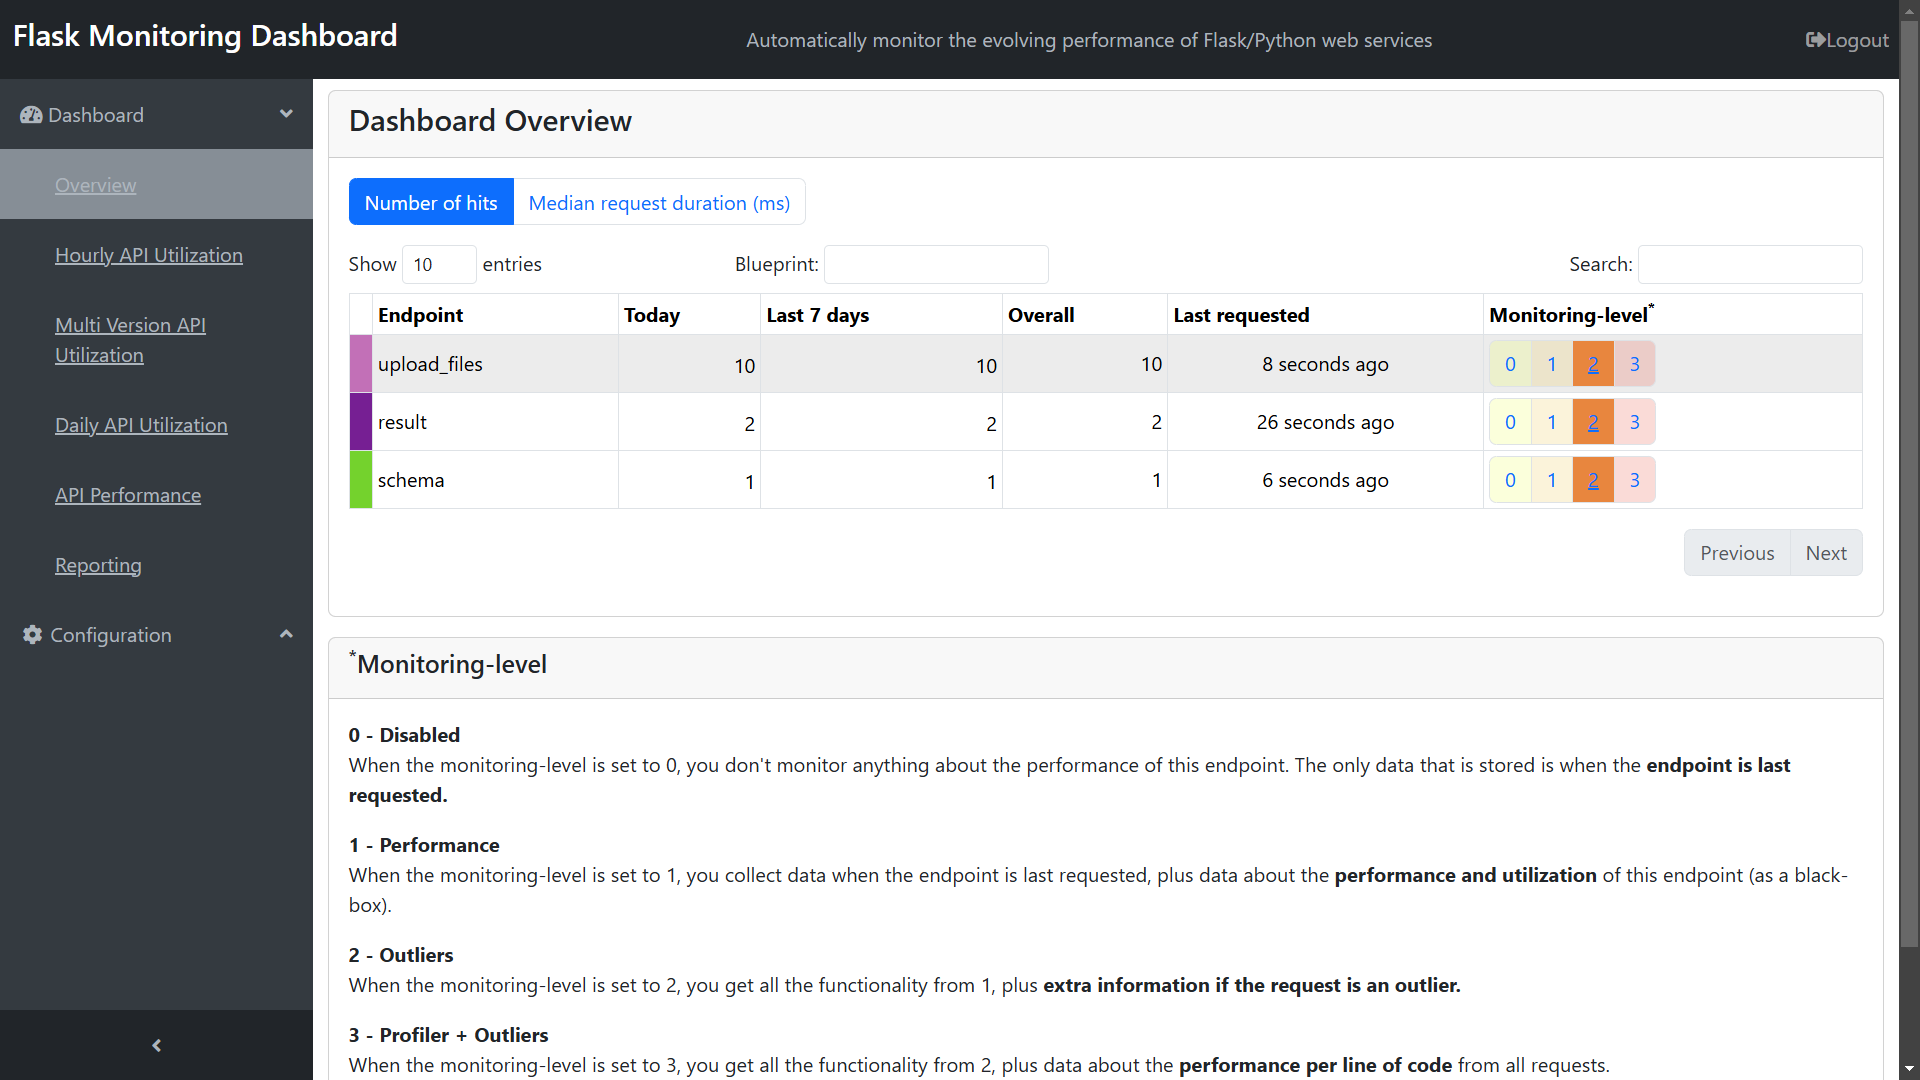 Flask Monitoring Dashboard
Automatically monitor the evolving performance of Flask/Python web services
Logout
Dashboard
Overview
Hourly API Utilization
Multi Version API
Utilization
Daily API Utilization
API Performance
Reporting
Configuration
Dashboard Overview
Number of hits
Median request duration (ms)
Show 10 entries
Blueprint:
Search:
Endpoint Today Last 7 days Overall Last requested Monitoring-level*
upload_files 10 10 10 8 seconds ago 0 1 2 3
result 2 2 2 26 seconds ago 0 1 2 3
schema 1 1 1 6 seconds ago 0 1 2 3
Previous Next
*Monitoring-level
0 - Disabled
When the monitoring-level is set to 0, you don't monitor anything about the performance of this endpoint. The only data that is stored is when the endpoint is last
requested.
1 - Performance
When the monitoring-level is set to 1, you collect data when the endpoint is last requested, plus data about the performance and utilization of this endpoint (as a black-
box).
2 - Outliers
When the monitoring-level is set to 2, you get all the functionality from 1, plus extra information if the request is an outlier.
3 - Profiler + Outliers
When the monitoring-level is set to 3, you get all the functionality from 2, plus data about the performance per line of code from all requests.